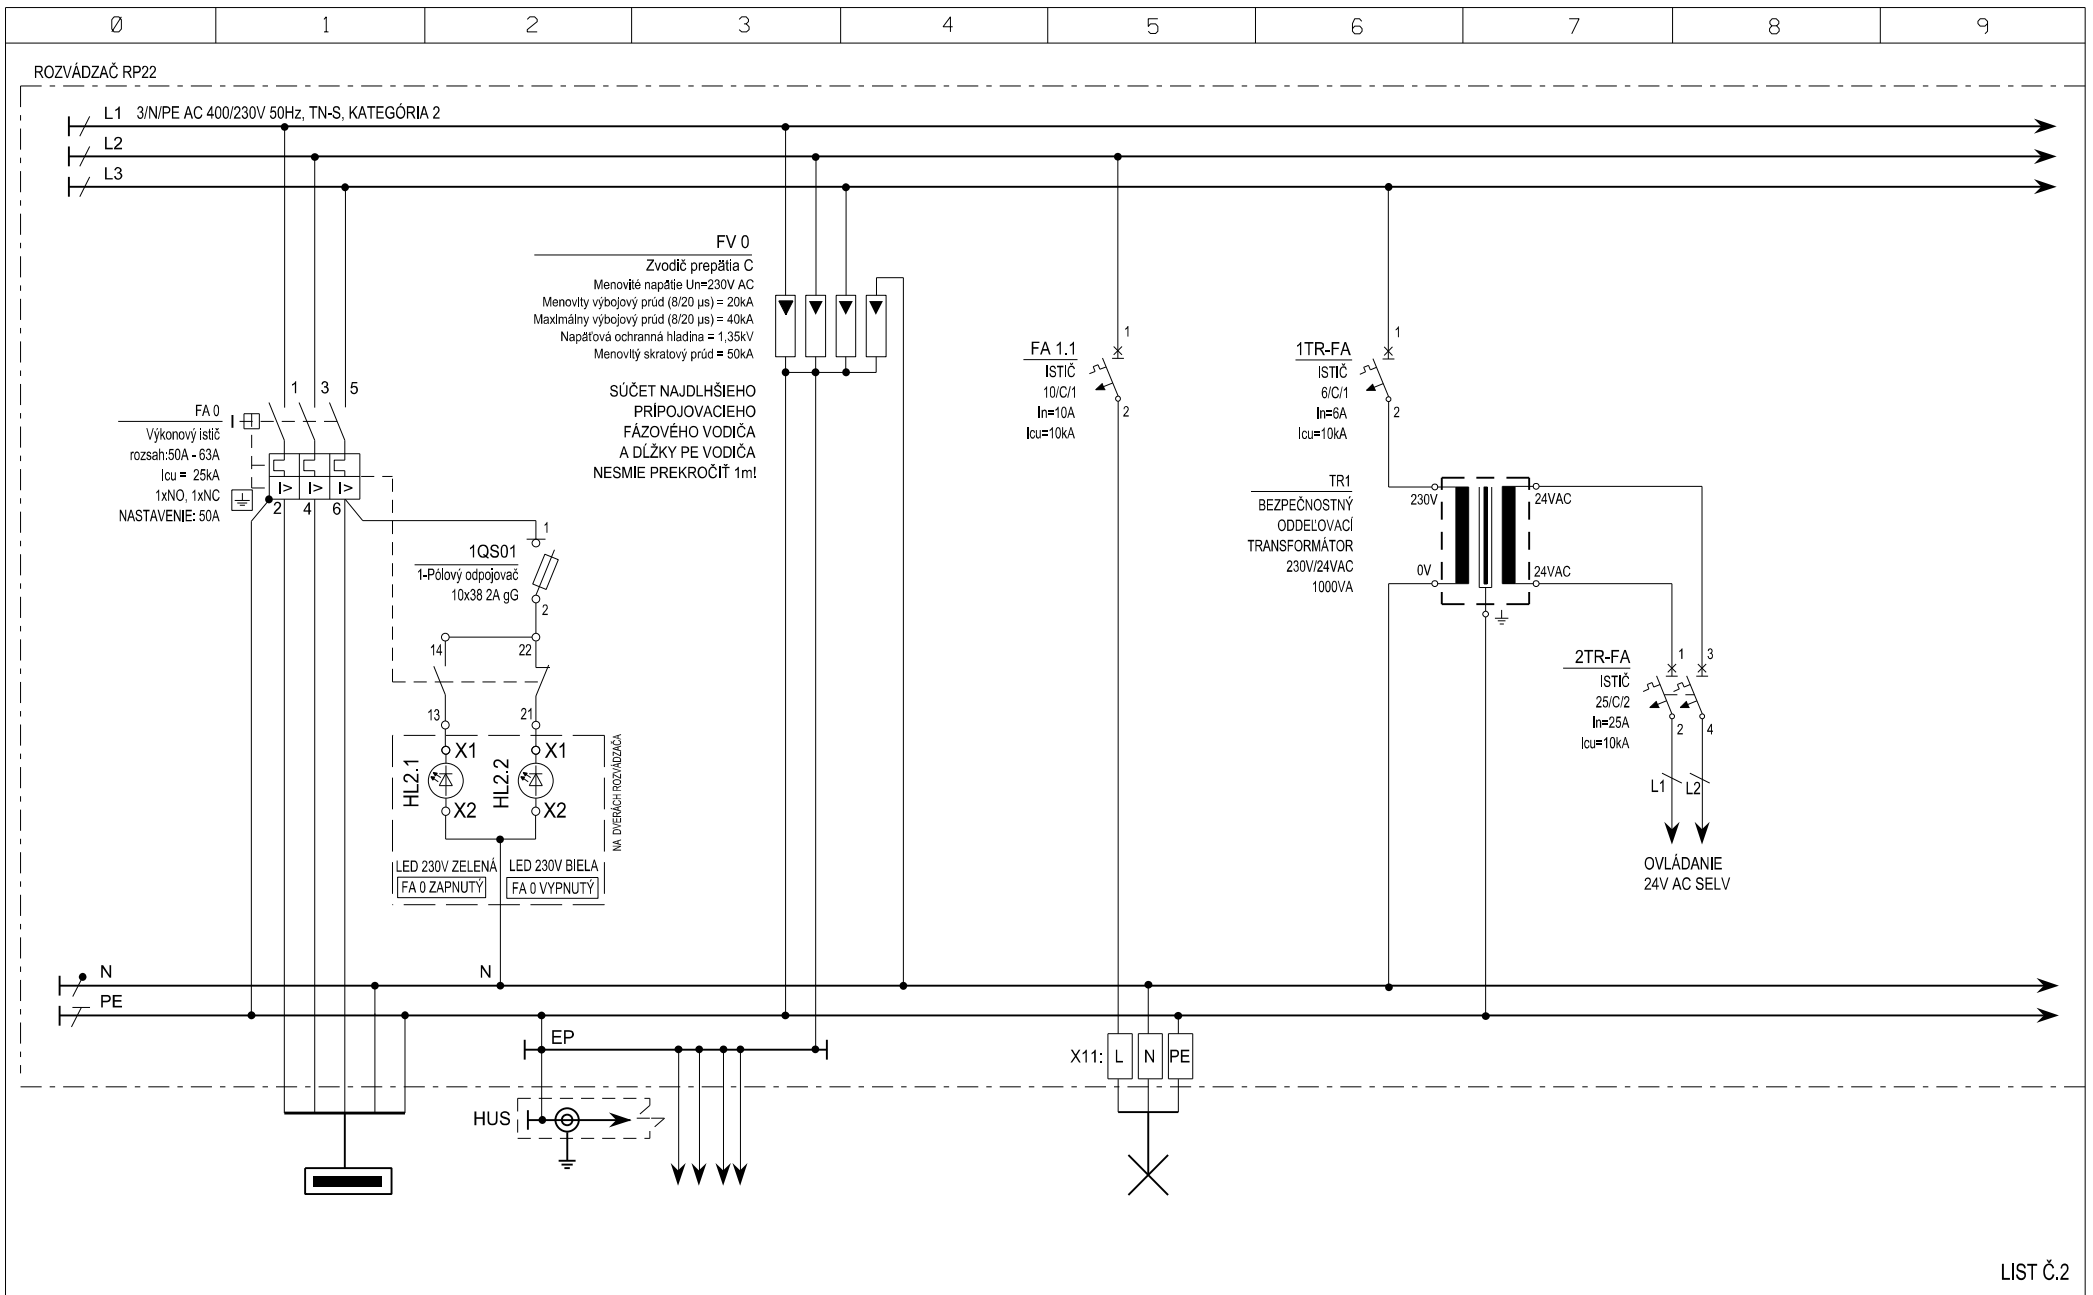 0 1 2 3 4 5 6 7 8 9
ROZVÁDZAČ RP22
L1 3/N/PE AC 400/230V 50Hz, TN-S, KATEGÓRIA 2
L2
L3
FV 0
Zvodič prepätia C
Menovité napätie Un=230V AC
Menovitý výbojový prúd (8/20 µs) = 20kA
Maximálny výbojový prúd (8/20 µs) = 40kA
Napäťová ochranná hladina = 1,35kV
Menovitý skratový prúd = 50kA
SÚČET NAJDLHŠIEHO
PRÍPOJOVACIEHO
FÁZOVÉHO VODIČA
A DĹŽKY PE VODIČA
NESMIE PREKROČIŤ 1m!
1 3 5
FA 0
Výkonový istič
rozsah:50A - 63A
Icu = 25kA
1xNO, 1xNC
NASTAVENIE: 50A
I
I> I> I>
2 4 6
1QS01
1-Pólový odpojovač
10x38 2A gG
1
2
14 22
13 21
X1 X1
HL2.1
HL2.2
X2 X2
NA DVERÁCH ROZVÁDZAČA
LED 230V ZELENÁ
FA 0 ZAPNUTÝ
LED 230V BIELA
FA 0 VYPNUTÝ
FA 1.1
ISTIČ
10/C/1
In=10A
Icu=10kA
1
2
1TR-FA
ISTIČ
6/C/1
In=6A
Icu=10kA
1
2
TR1
BEZPEČNOSTNÝ
ODDEĽOVACÍ
TRANSFORMÁTOR
230V/24VAC
1000VA
230V 24VAC
0V 24VAC
2TR-FA
ISTIČ
25/C/2
In=25A
Icu=10kA
1 3
2 4
L1 L2
OVLÁDANIE
24V AC SELV
N N
PE
EP
X11: L N PE
HUS
LIST Č.2